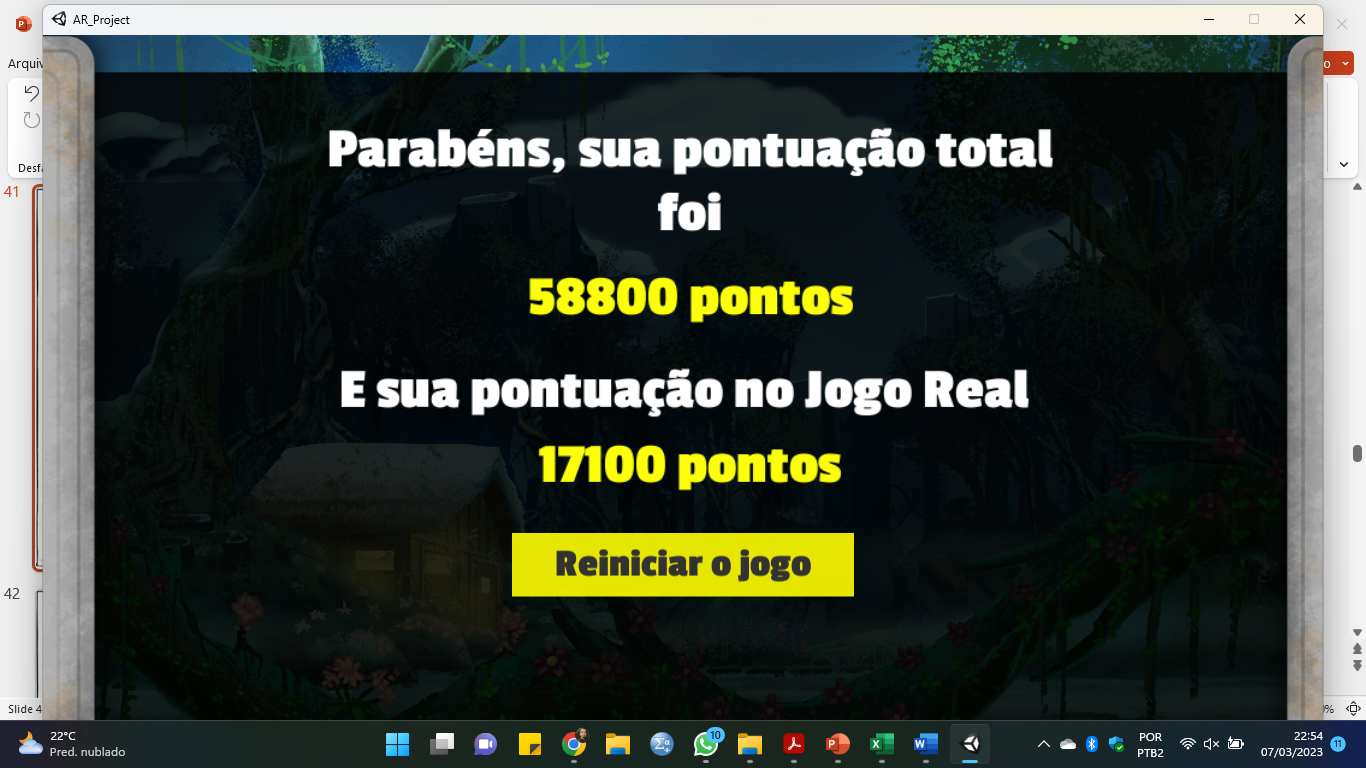 AR_Project
Arquiv
o
Desfa
41
Parabéns, sua pontuação total
foi
58800 pontos
E sua pontuação no Jogo Real
17100 pontos
Reiniciar o jogo
42
Slide 4
%
22°C
Pred. nublado
10
POR
PTB2
22:54
07/03/2023
11